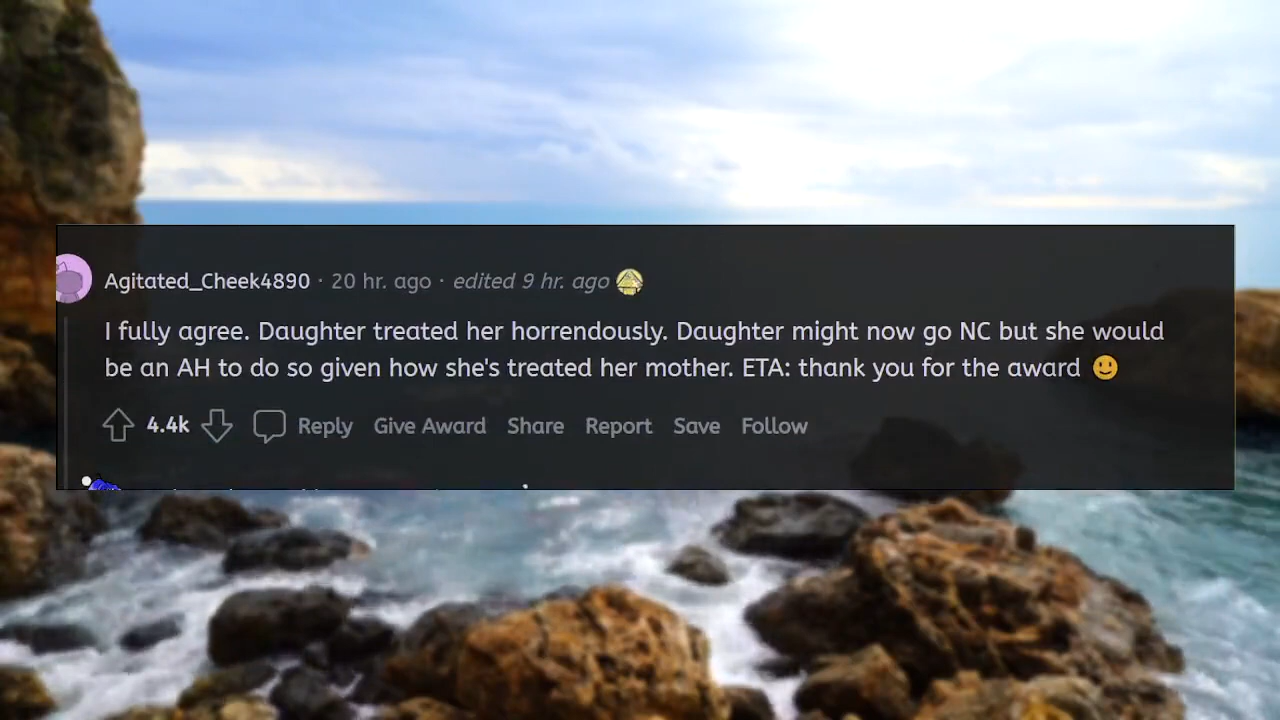 Agitated_Cheek4890 · 20 hr. ago · edited 9 hr. ago
I fully agree. Daughter treated her horrendously. Daughter might now go NC but she would
be an AH to do so given how she's treated her mother. ETA: thank you for the award 🙂
4.4k Reply Give Award Share Report Save Follow